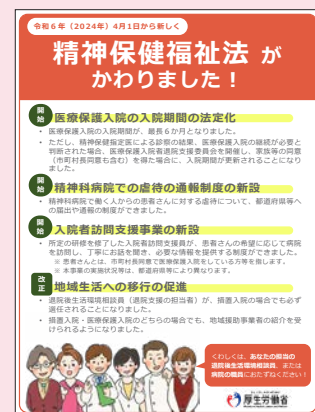 令和６年（2024年）4月1日から新しく
精神保健福祉法 が
かわりました！
開始
医療保護入院の入院期間の法定化
• 医療保護入院の入院期間が、最長６か月となりました。
• ただし、精神保健指定医による診察の結果、医療保護入院の継続が必要と
判断された場合、医療保護入院者退院支援委員会を開催し、家族等の同意
（市町村長同意も含む）を得た場合に、入院期間が更新されることになり
ました。
開始
精神科病院での虐待の通報制度の新設
• 精神科病院で働く人からの患者さんに対する虐待について、都道府県等へ
の届出や通報の制度ができました。
開始
入院者訪問支援事業の新設
• 所定の研修を修了した入院者訪問支援員が、患者さんの希望に応じて病院
を訪問し、丁寧にお話を聞き、必要な情報を提供する制度ができました。
※ 患者さんとは、市町村長同意で医療保護入院をしている方等を指します。
※ 本事業の実施状況等は、都道府県等により異なります。
改正
地域生活への移行の促進
• 退院後生活環境相談員（退院支援の担当者）が、措置入院の場合でも必ず
選任されることになりました。
• 措置入院・医療保護入院のどちらの場合でも、地域援助事業者の紹介を受
けられるようになりました。
くわしくは、あなたの担当の
退院後生活環境相談員、または
病院の職員におたずねください！
厚生労働省